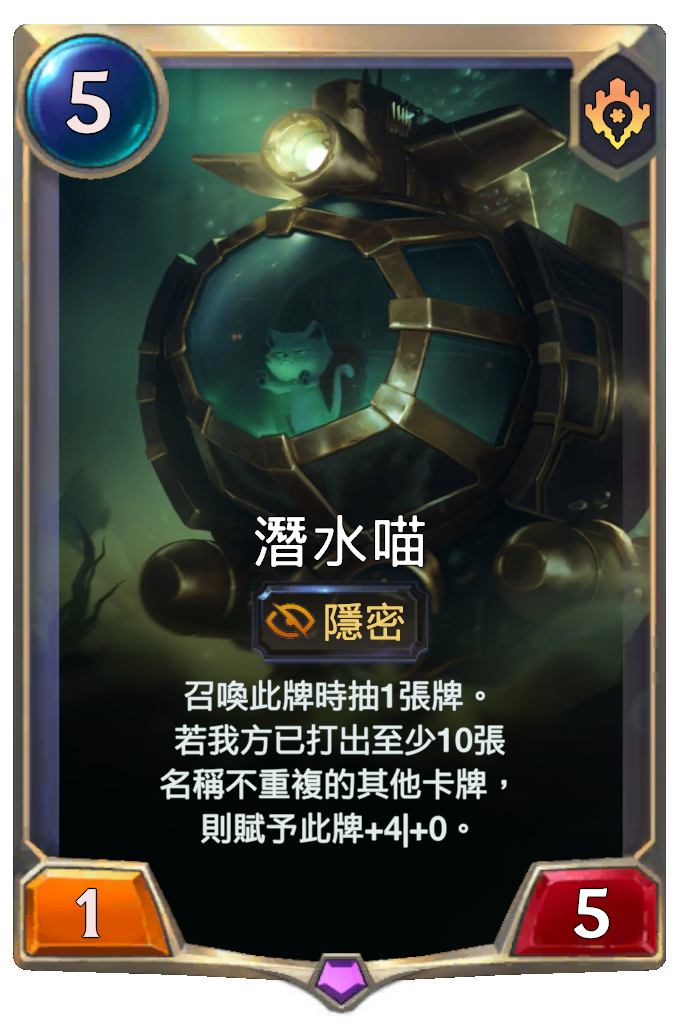 5
潛水喵
隱密
召喚此牌時抽1張牌。
若我方已打出至少10張
名稱不重複的其他卡牌，
則賦予此牌+4|+0。
1
5